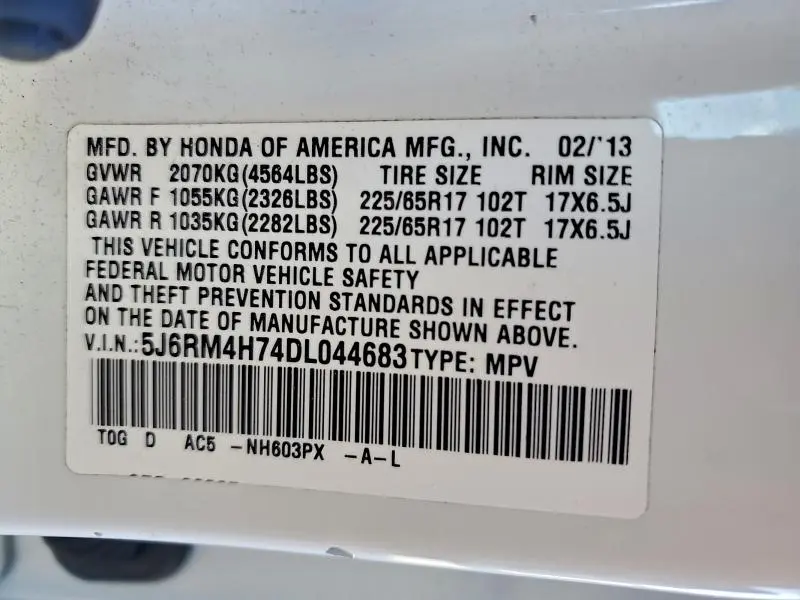 MFD. BY HONDA OF AMERICA MFG., INC. 02/'13
GVWR 2070KG(4564LBS) TIRE SIZE RIM SIZE
GAWR F 1055KG(2326LBS) 225/65R17 102T 17X6.5J
GAWR R 1035KG(2282LBS) 225/65R17 102T 17X6.5J
THIS VEHICLE CONFORMS TO ALL APPLICABLE
FEDERAL MOTOR VEHICLE SAFETY
AND THEFT PREVENTION STANDARDS IN EFFECT
ON THE DATE OF MANUFACTURE SHOWN ABOVE.
V.I.N.:5J6RM4H74DL044683 TYPE: MPV
TOG D AC5 -NH603PX -A-L